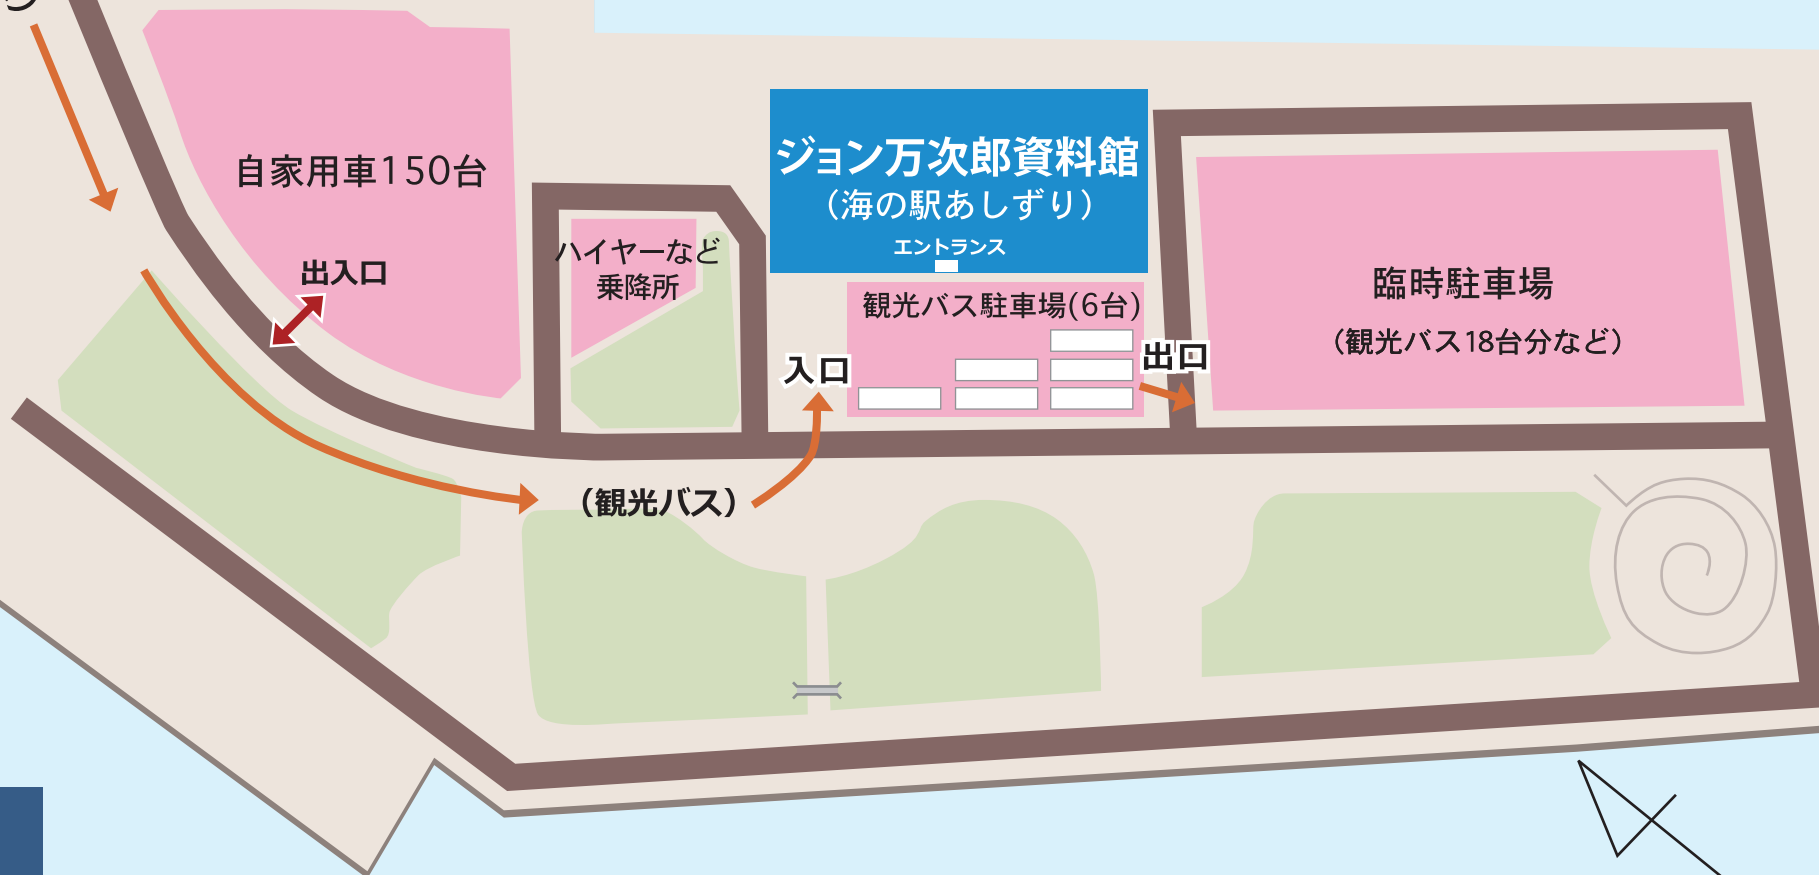 自家用車150台
出入口
ハイヤーなど
乗降所
ジョン万次郎資料館
（海の駅あしずり）
エントランス
観光バス駐車場(6台)
入口
出口
臨時駐車場
（観光バス18台分など）
（観光バス）